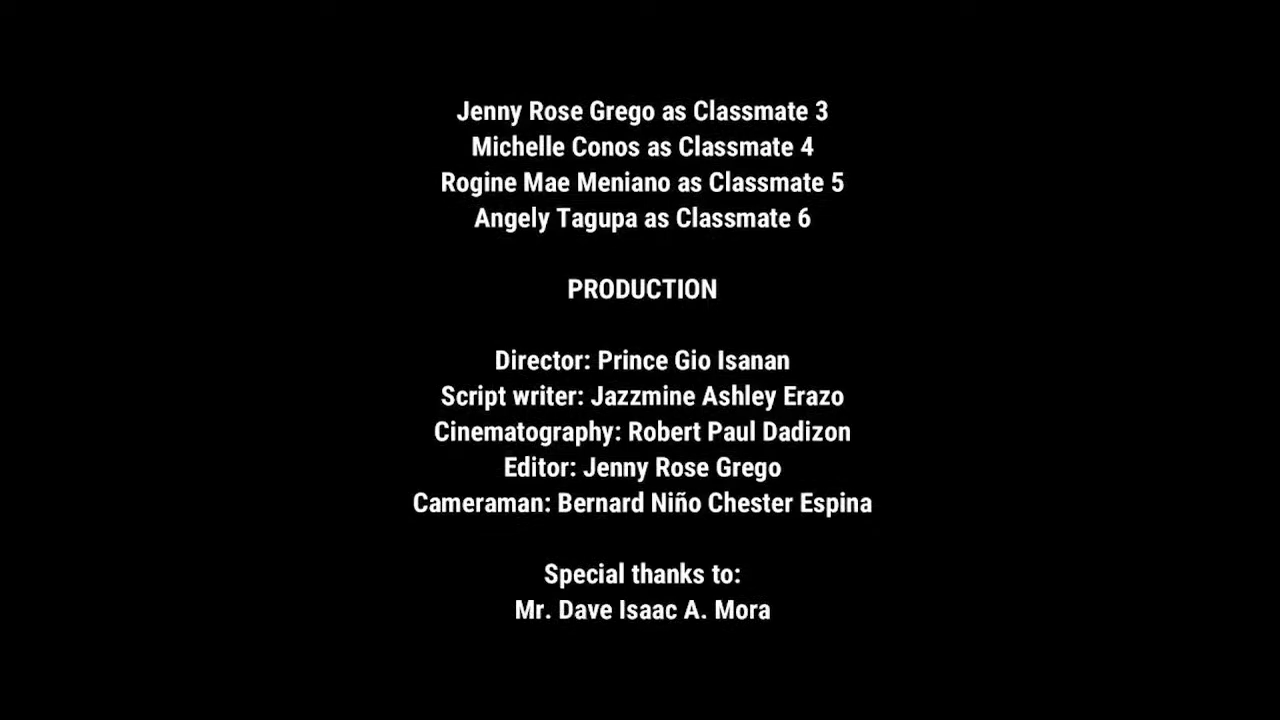 Jenny Rose Grego as Classmate 3
Michelle Conos as Classmate 4
Rogine Mae Meniano as Classmate 5
Angely Tagupa as Classmate 6
PRODUCTION
Director: Prince Gio Isanan
Script writer: Jazzmine Ashley Erazo
Cinematography: Robert Paul Dadizon
Editor: Jenny Rose Grego
Cameraman: Bernard Niño Chester Espina
Special thanks to:
Mr. Dave Isaac A. Mora